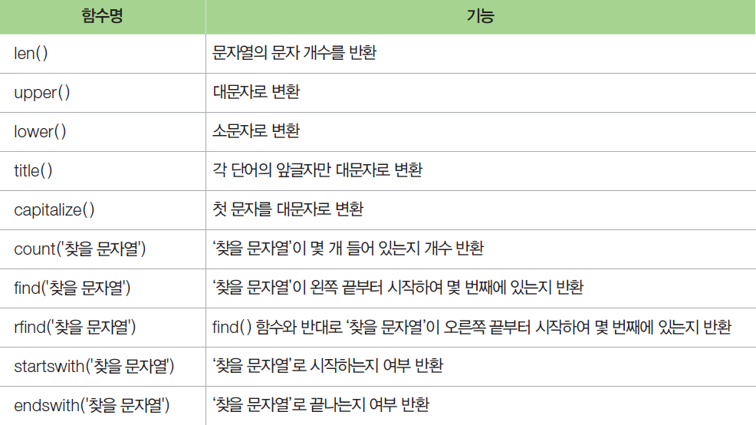 함수명 기능
len() 문자열의 문자 개수를 반환
upper() 대문자로 변환
lower() 소문자로 변환
title() 각 단어의 앞글자만 대문자로 변환
capitalize() 첫 문자를 대문자로 변환
count('찾을 문자열') '찾을 문자열'이 몇 개 들어 있는지 개수 반환
find('찾을 문자열') '찾을 문자열'이 왼쪽 끝부터 시작하여 몇 번째에 있는지 반환
rfind('찾을 문자열') find() 함수와 반대로 '찾을 문자열'이 오른쪽 끝부터 시작하여 몇 번째에 있는지 반환
startswith('찾을 문자열') '찾을 문자열'로 시작하는지 여부 반환
endswith('찾을 문자열') '찾을 문자열'로 끝나는지 여부 반환